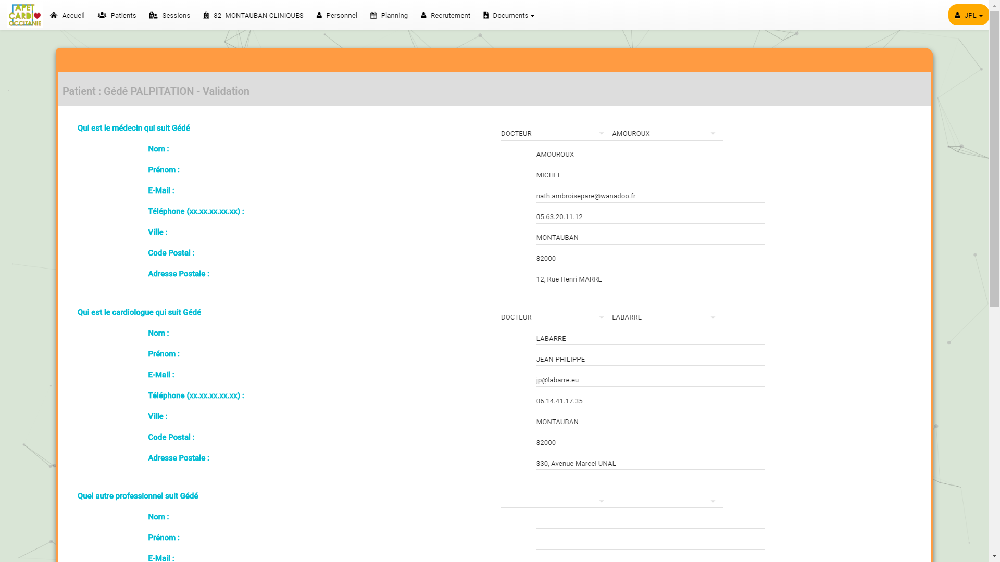 APET
CARDI
OCCITANIE
Accueil
Patients
Sessions
82- MONTAUBAN CLINIQUES
Personnel
Planning
Recrutement
Documents
JPL
Patient : Gédé PALPITATION - Validation
Qui est le médecin qui suit Gédé
DOCTEUR
AMOUROUX
Nom :
AMOUROUX
Prénom :
MICHEL
E-Mail :
nath.ambroisepare@wanadoo.fr
Téléphone (xx.xx.xx.xx.xx) :
05.63.20.11.12
Ville :
MONTAUBAN
Code Postal :
82000
Adresse Postale :
12, Rue Henri MARRE
Qui est le cardiologue qui suit Gédé
DOCTEUR
LABARRE
Nom :
LABARRE
Prénom :
JEAN-PHILIPPE
E-Mail :
jp@labarre.eu
Téléphone (xx.xx.xx.xx.xx) :
06.14.41.17.35
Ville :
MONTAUBAN
Code Postal :
82000
Adresse Postale :
330, Avenue Marcel UNAL
Quel autre professionnel suit Gédé
Nom :
Prénom :
E-Mail :